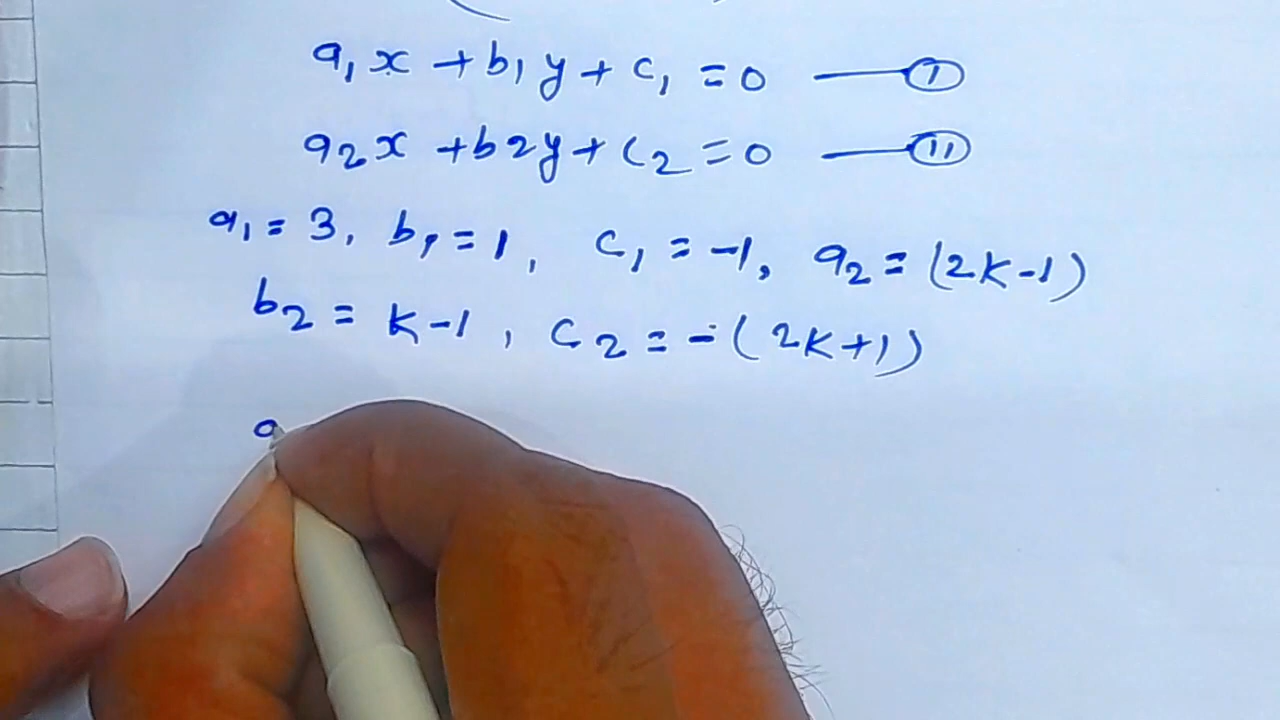 a₁x + b₁y + c₁ = 0 —— (I)
a₂x + b2y + c₂ = 0 —— (II)
a₁ = 3, b₁ = 1, c₁ = -1, a₂ = (2K-1)
b₂ = K-1, c₂ = -(2K+1)
a